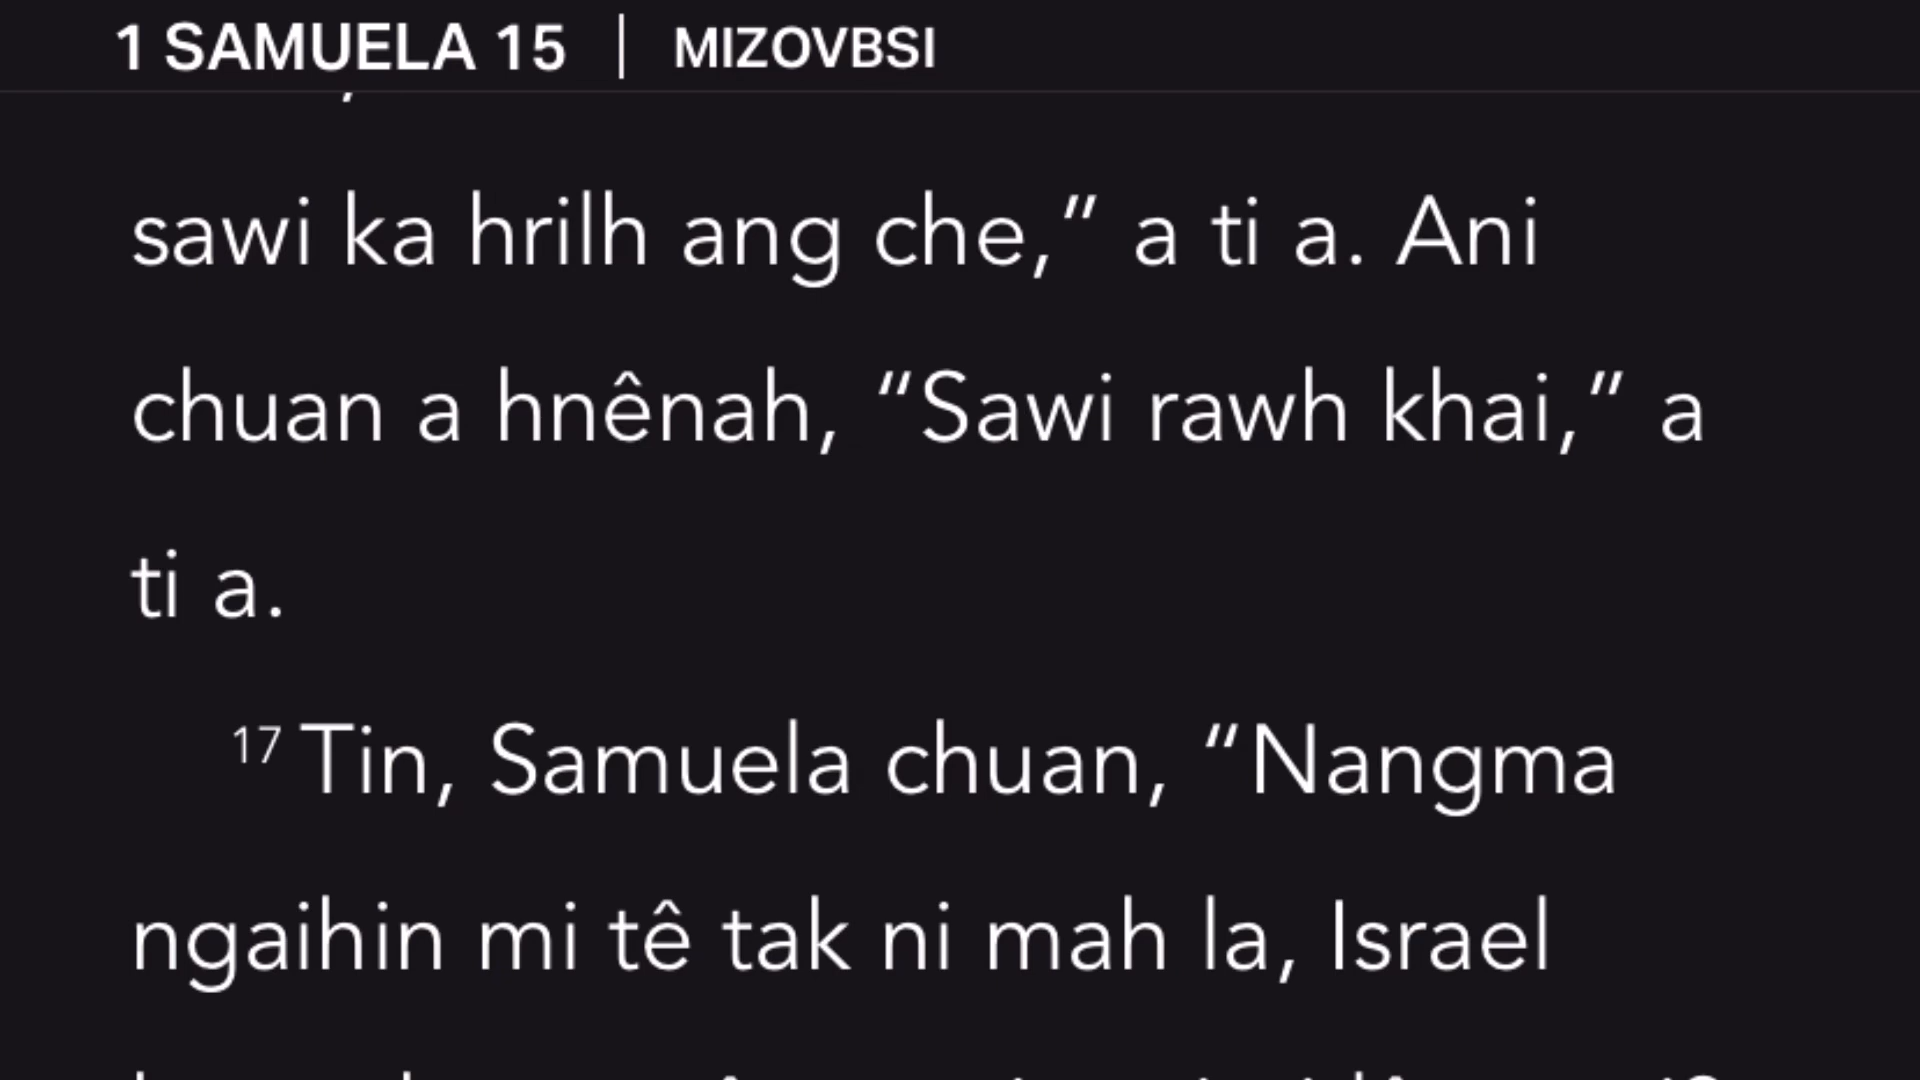 1 SAMUELA 15 | MIZOVBSI
sawi ka hrilh ang che,” a ti a. Ani
chuan a hnênah, “Sawi rawh khai,” a
ti a.
17 Tin, Samuela chuan, “Nangma
ngaihin mi tê tak ni mah la, Israel